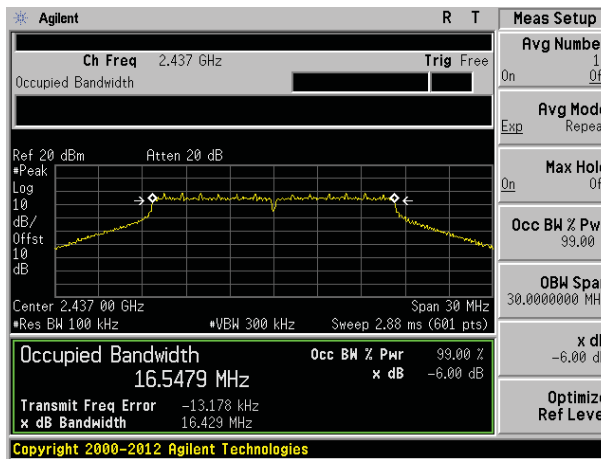 Agilent R T Meas Setup
Ch Freq 2.437 GHz Trig Free
Occupied Bandwidth
Ref 20 dBm Atten 20 dB
#Peak
Log
10
dB/
Offst
10
dB
Center 2.437 00 GHz Span 30 MHz
#Res BW 100 kHz #VBW 300 kHz Sweep 2.88 ms (601 pts)
Occupied Bandwidth Occ BW % Pwr 99.00 %
16.5479 MHz x dB -6.00 dB
Transmit Freq Error -13.178 kHz
x dB Bandwidth 16.429 MHz
Copyright 2000-2012 Agilent Technologies
Avg Numbe
1
On Of
Avg Mod
Exp Repea
Max Hol
On Of
Occ BW % Pw
99.00
OBW Spa
30.0000000 MH
x d
-6.00 d
Optimiz
Ref Leve